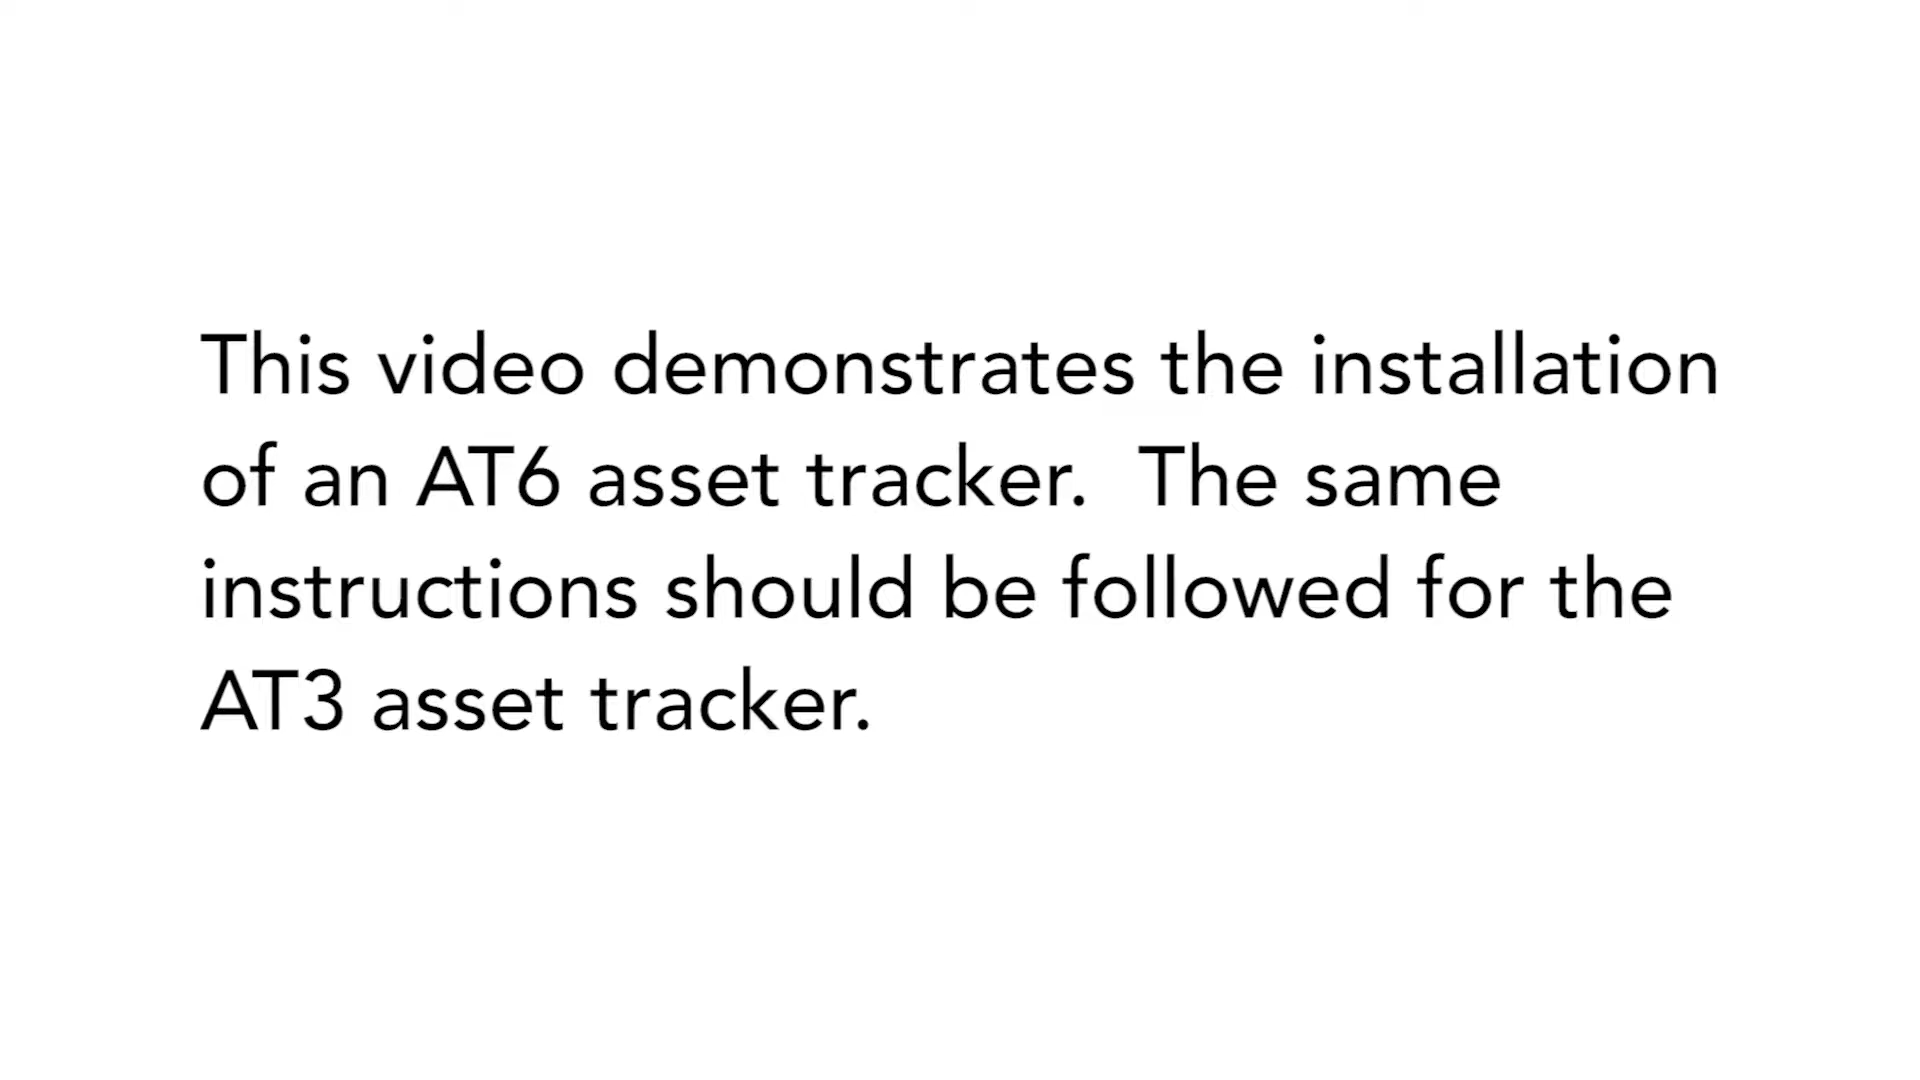 This video demonstrates the installation
of an AT6 asset tracker.  The same
instructions should be followed for the
AT3 asset tracker.